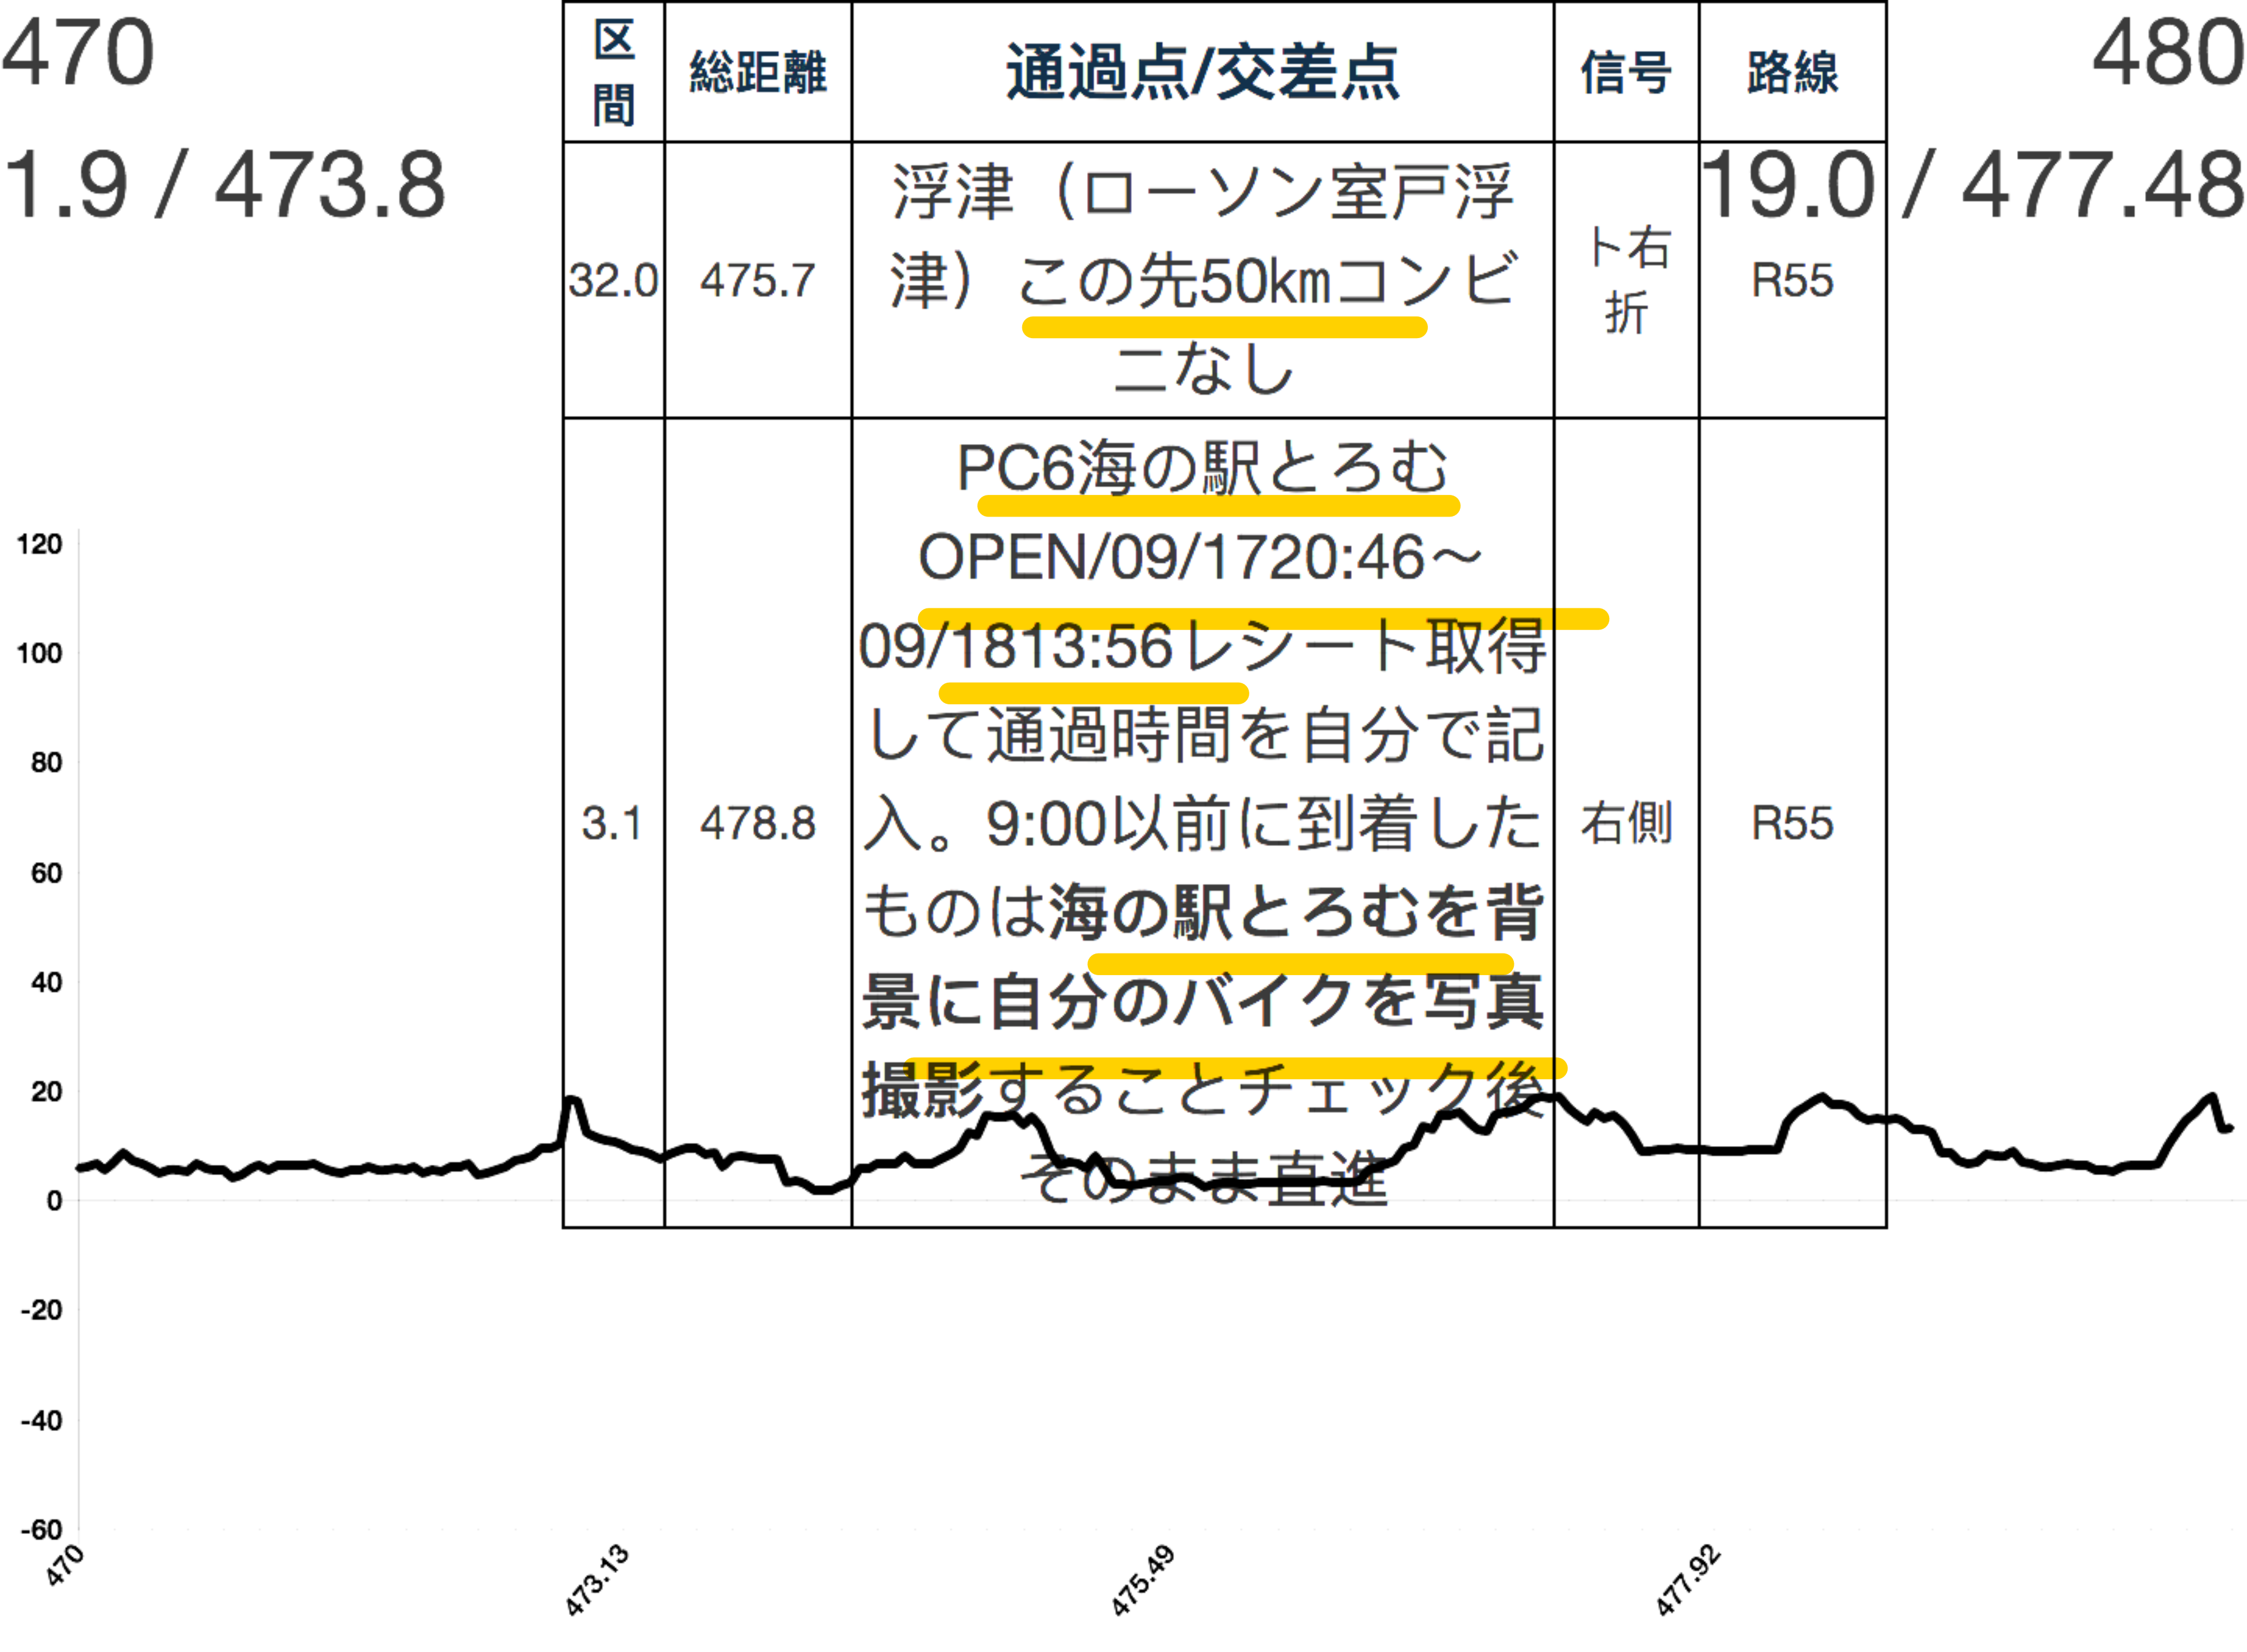 470
480
1.9 / 473.8
19.0 / 477.48
区
間
総距離
通過点/交差点
信号
路線
32.0
475.7
浮津（ローソン室戸浮
津）この先50㎞コンビ
ニなし
ト右
折
R55
3.1
478.8
PC6海の駅とろむ
OPEN/09/1720:46～
09/1813:56レシート取得
して通過時間を自分で記
入。9:00以前に到着した
ものは海の駅とろむを背
景に自分のバイクを写真
撮影することチェック後
そのまま直進
右側
R55
120
100
80
60
40
20
0
-20
-40
-60
470
473.13
475.49
477.92